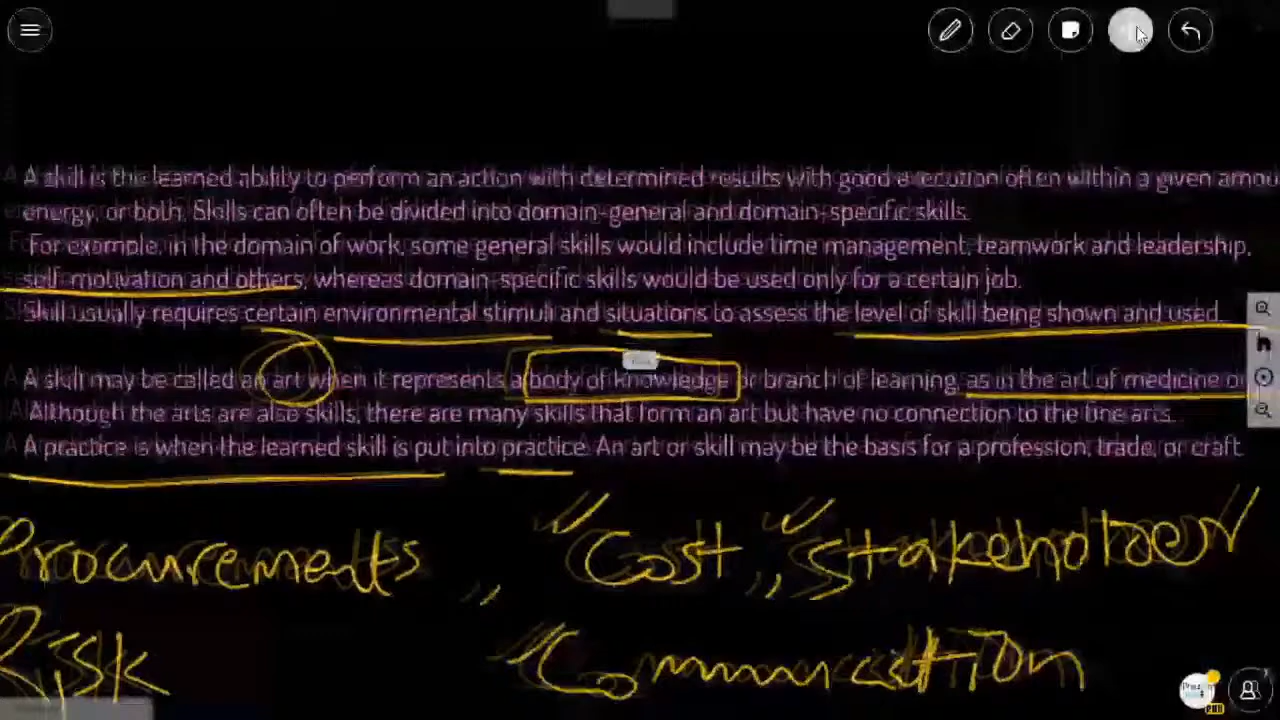 A skill is the learned ability to perform an action with determined results with good execution often within a given amou
energy, or both. Skills can often be divided into domain-general and domain-specific skills.
For example, in the domain of work, some general skills would include time management, teamwork and leadership,
self-motivation and others, whereas domain-specific skills would be used only for a certain job.
Skill usually requires certain environmental stimuli and situations to assess the level of skill being shown and used.
A skill may be called an art when it represents a body of knowledge or branch of learning, as in the art of medicine or
Although the arts are also skills, there are many skills that form an art but have no connection to the fine arts.
A practice is when the learned skill is put into practice. An art or skill may be the basis for a profession, trade, or craft
Procurements ,, "Cost,, "Stakeholder
Risk "Communication